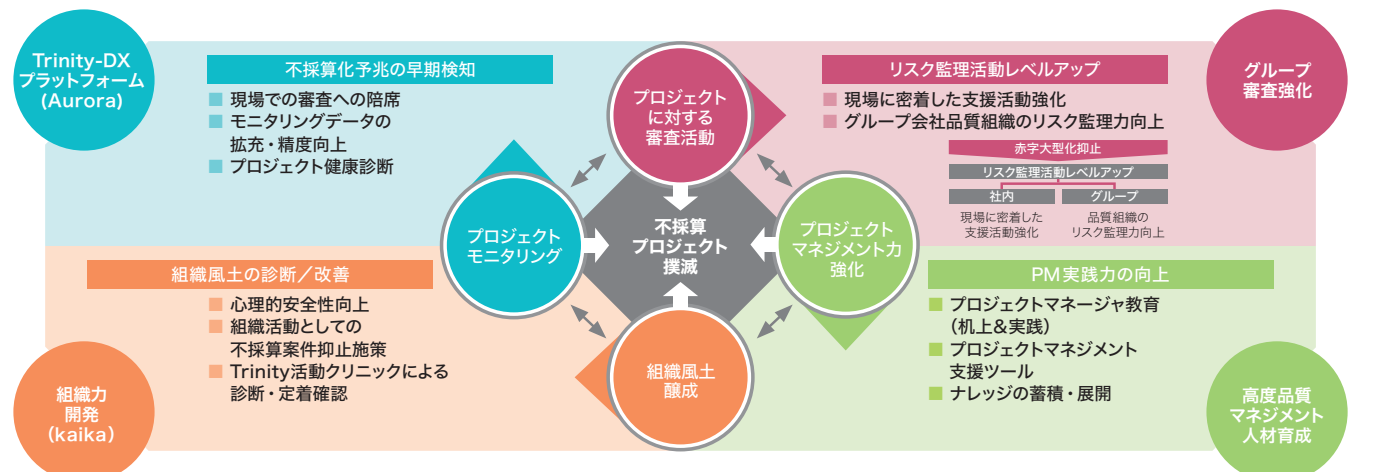 Trinity-DX
プラットフォーム
(Aurora)
不採算化予兆の早期検知
■ 現場での審査への陪席
■ モニタリングデータの
拡充・精度向上
■ プロジェクト健康診断
プロジェクト
に対する
審査活動
リスク監理活動レベルアップ
■ 現場に密着した支援活動強化
■ グループ会社品質組織のリスク監理力向上
赤字大型化抑止
リスク監理活動レベルアップ
社内
グループ
現場に密着した
支援活動強化
品質組織の
リスク監理力向上
グループ
審査強化
プロジェクト
モニタリング
不採算
プロジェクト
撲滅
プロジェクト
マネジメント力
強化
組織風土の診断／改善
■ 心理的安全性向上
■ 組織活動としての
不採算案件抑止施策
■ Trinity活動クリニックによる
診断・定着確認
組織力
開発
(kaika)
組織風土
醸成
PM実践力の向上
■ プロジェクトマネージャ教育
(机上&実践)
■ プロジェクトマネジメント
支援ツール
■ ナレッジの蓄積・展開
高度品質
マネジメント
人材育成